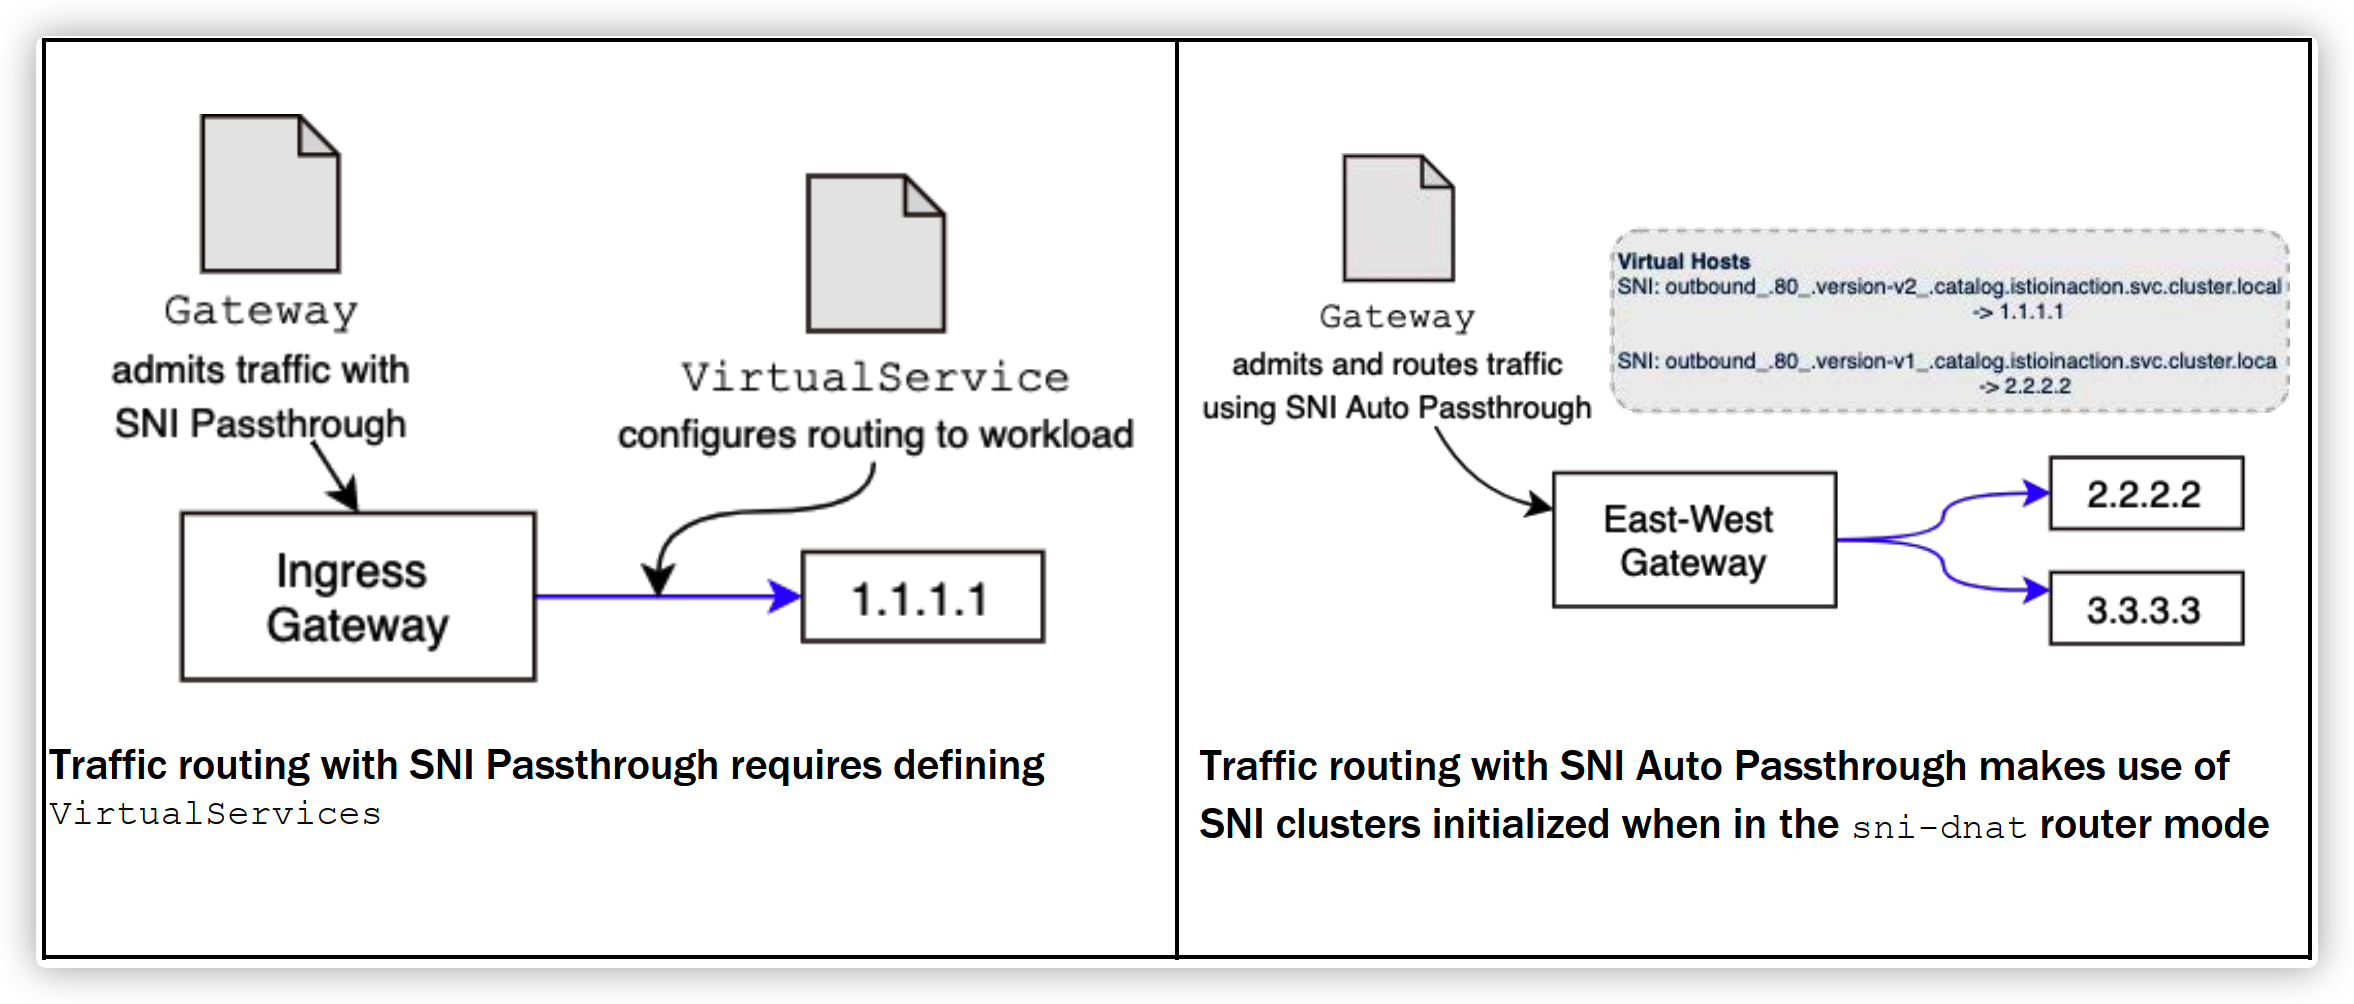 Gateway
admits traffic with
SNI Passthrough
VirtualService
configures routing to workload
Ingress
Gateway
1.1.1.1
Traffic routing with SNI Passthrough requires defining
VirtualServices
Gateway
admits and routes traffic
using SNI Auto Passthrough
Virtual Hosts
SNI: outbound_.80_.version-v2_.catalog.istioinaction.svc.cluster.local
-> 1.1.1.1
SNI: outbound_.80_.version-v1_.catalog.istioinaction.svc.cluster.loca
-> 2.2.2.2
East-West
Gateway
2.2.2.2
3.3.3.3
Traffic routing with SNI Auto Passthrough makes use of
SNI clusters initialized when in the sni-dnat router mode